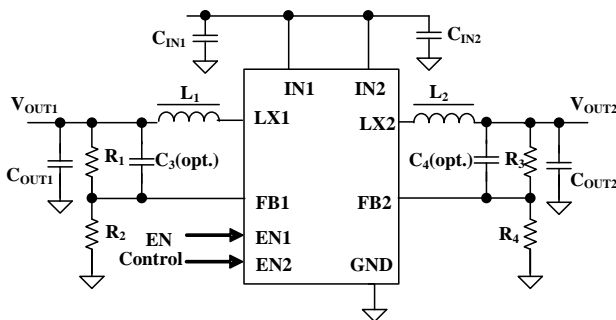 C_IN1
C_IN2
IN1 IN2
V_OUT1 L_1 LX1 LX2 L_2 V_OUT2
C_OUT1 R_1 C_3(opt.) C_4(opt.) R_3 C_OUT2
FB1 FB2
R_2 EN EN1 R_4
Control EN2 GND